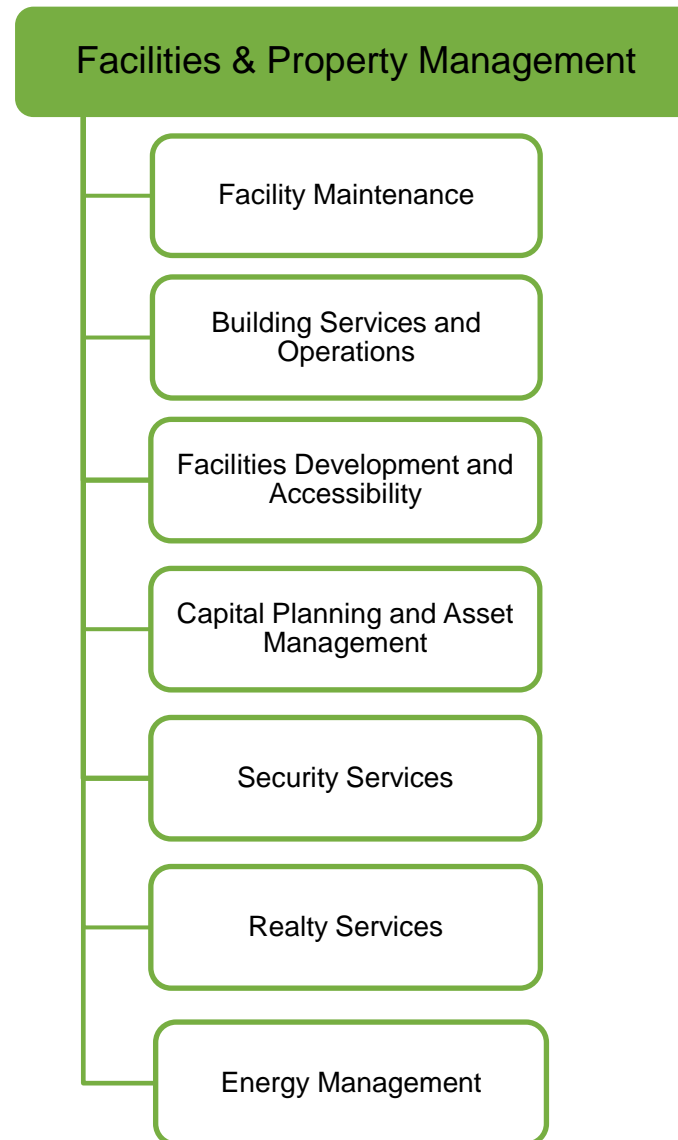 Facilities & Property Management
Facility Maintenance
Building Services and
Operations
Facilities Development and
Accessibility
Capital Planning and Asset
Management
Security Services
Realty Services
Energy Management